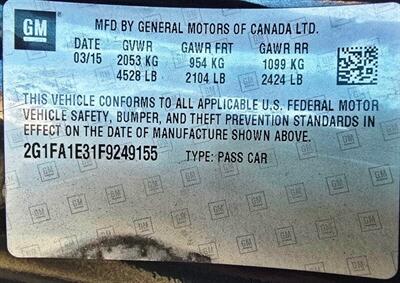 GM
MFD BY GENERAL MOTORS OF CANADA LTD.
DATE GVWR GAWR FRT GAWR RR
03/15 2053 KG 954 KG 1099 KG
4528 LB 2104 LB 2424 LB
THIS VEHICLE CONFORMS TO ALL APPLICABLE U.S. FEDERAL MOTOR
VEHICLE SAFETY, BUMPER, AND THEFT PREVENTION STANDARDS IN
EFFECT ON THE DATE OF MANUFACTURE SHOWN ABOVE.
2G1FA1E31F9249155 TYPE: PASS CAR